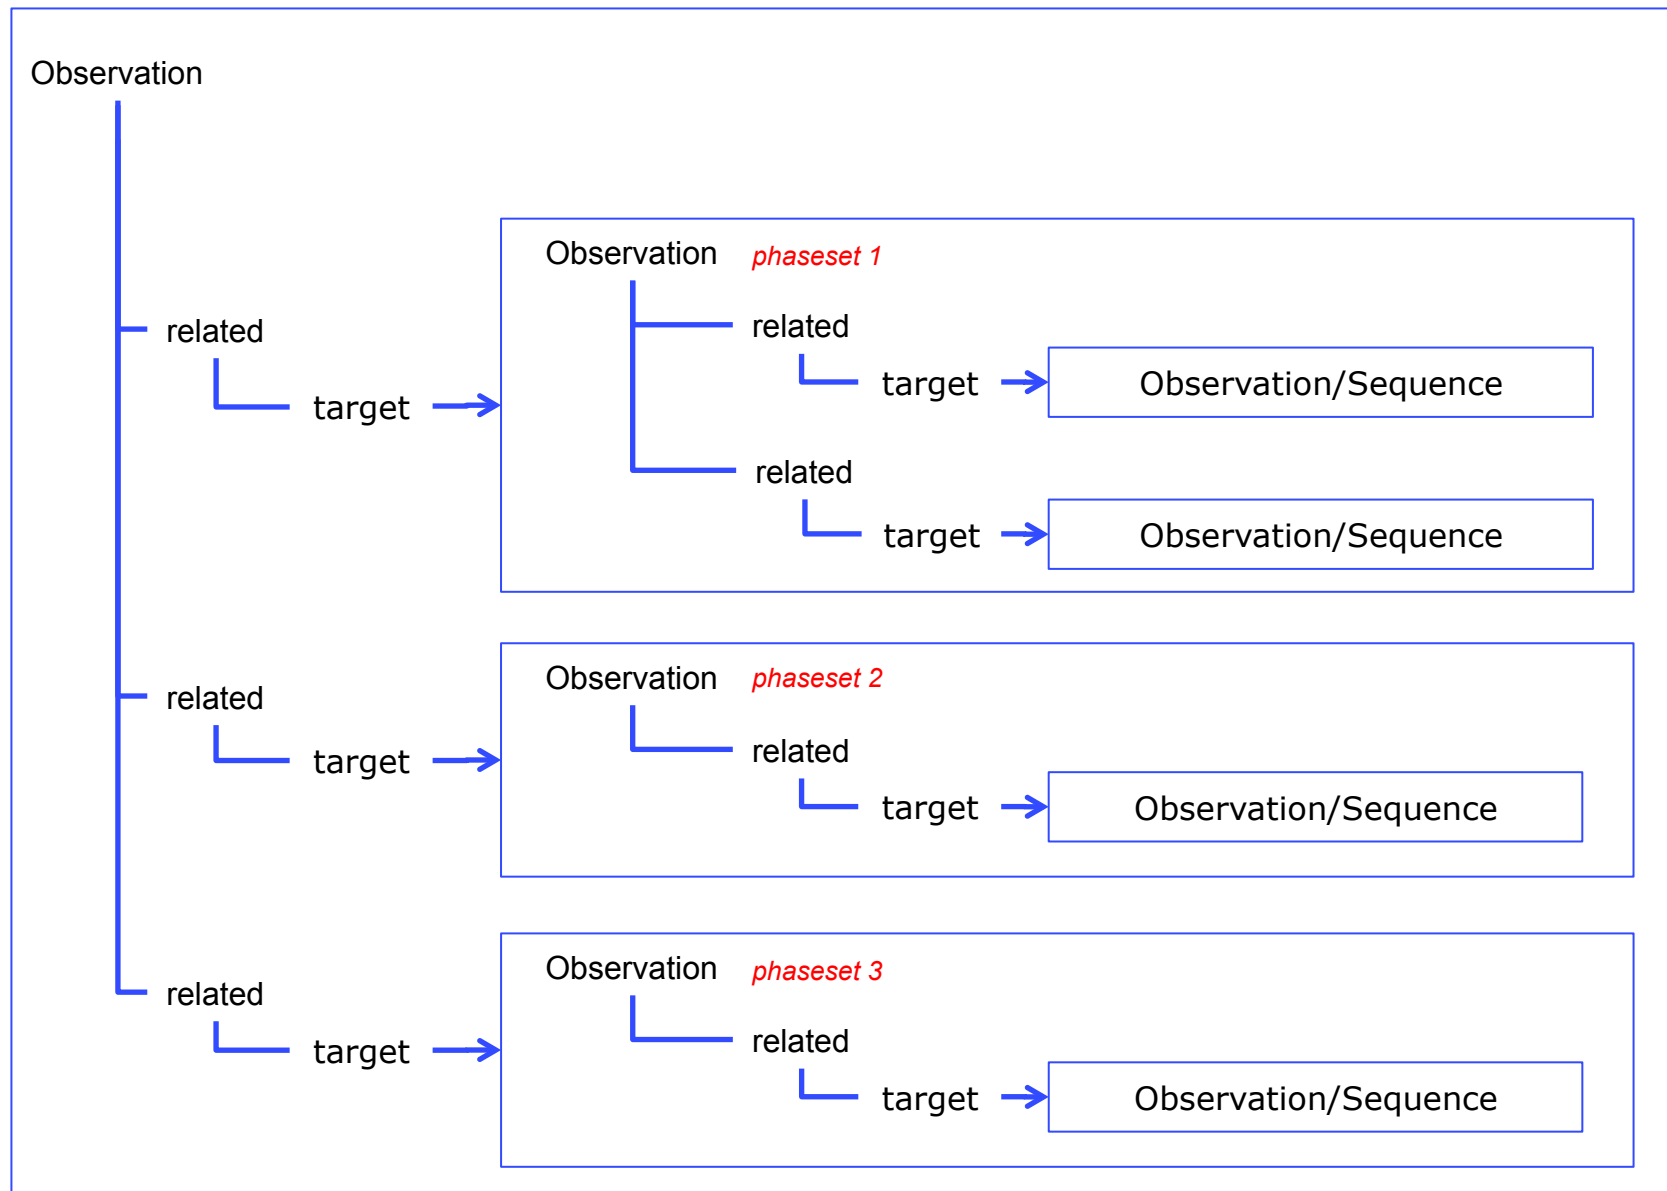 Observation
Observation phaseset 1
related
related
target
Observation/Sequence
target
related
target
Observation/Sequence
Observation phaseset 2
related
related
target
target
Observation/Sequence
Observation phaseset 3
related
related
target
target
Observation/Sequence